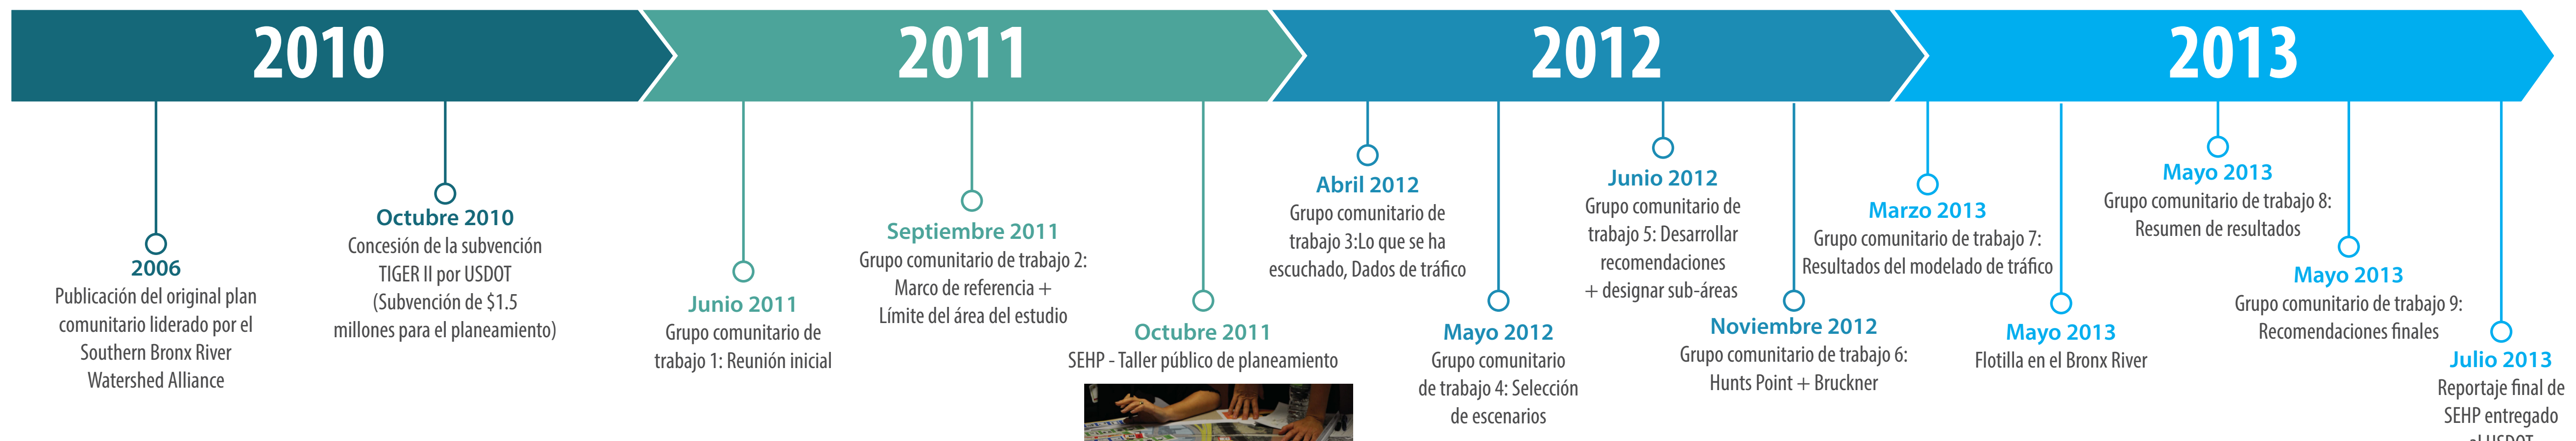 2010
2011
2012
2013
2006
Publicación del original plan
comunitario liderado por el
Southern Bronx River
Watershed Alliance
Octubre 2010
Concesión de la subvención
TIGER II por USDOT
(Subvención de $1.5
millones para el planeamiento)
Junio 2011
Grupo comunitario de
trabajo 1: Reunión inicial
Septiembre 2011
Grupo comunitario de trabajo 2:
Marco de referencia +
Límite del área del estudio
Octubre 2011
SEHP - Taller público de planeamiento
Abril 2012
Grupo comunitario de
trabajo 3:Lo que se ha
escuchado, Dados de tráfico
Mayo 2012
Grupo comunitario
de trabajo 4: Selección
de escenarios
Junio 2012
Grupo comunitario de
trabajo 5: Desarrollar
recomendaciones
+ designar sub-áreas
Noviembre 2012
Grupo comunitario de trabajo 6:
Hunts Point + Bruckner
Marzo 2013
Grupo comunitario de trabajo 7:
Resultados del modelado de tráfico
Mayo 2013
Flotilla en el Bronx River
Mayo 2013
Grupo comunitario de trabajo 8:
Resumen de resultados
Mayo 2013
Grupo comunitario de trabajo 9:
Recomendaciones finales
Julio 2013
Reportaje final de
SEHP entregado
al USDOT